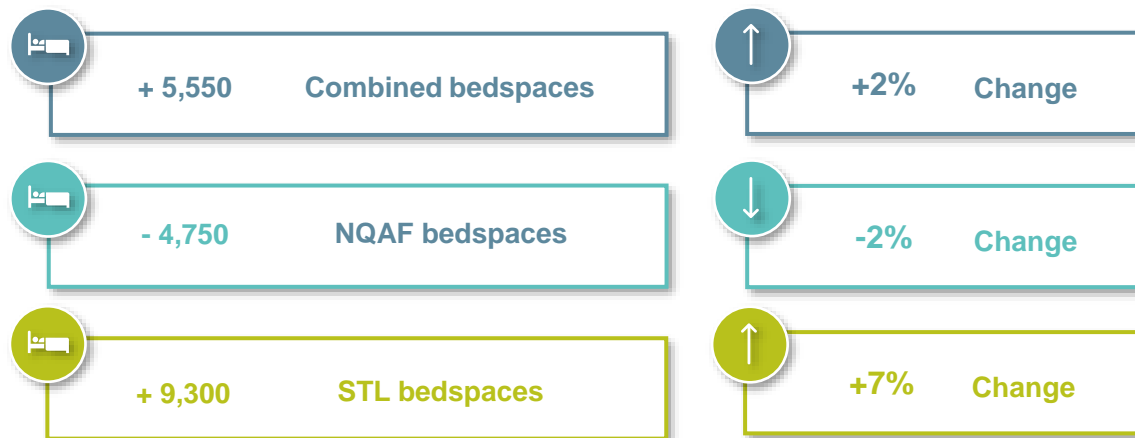 + 5,550 Combined bedspaces +2% Change
- 4,750 NQAF bedspaces -2% Change
+ 9,300 STL bedspaces +7% Change